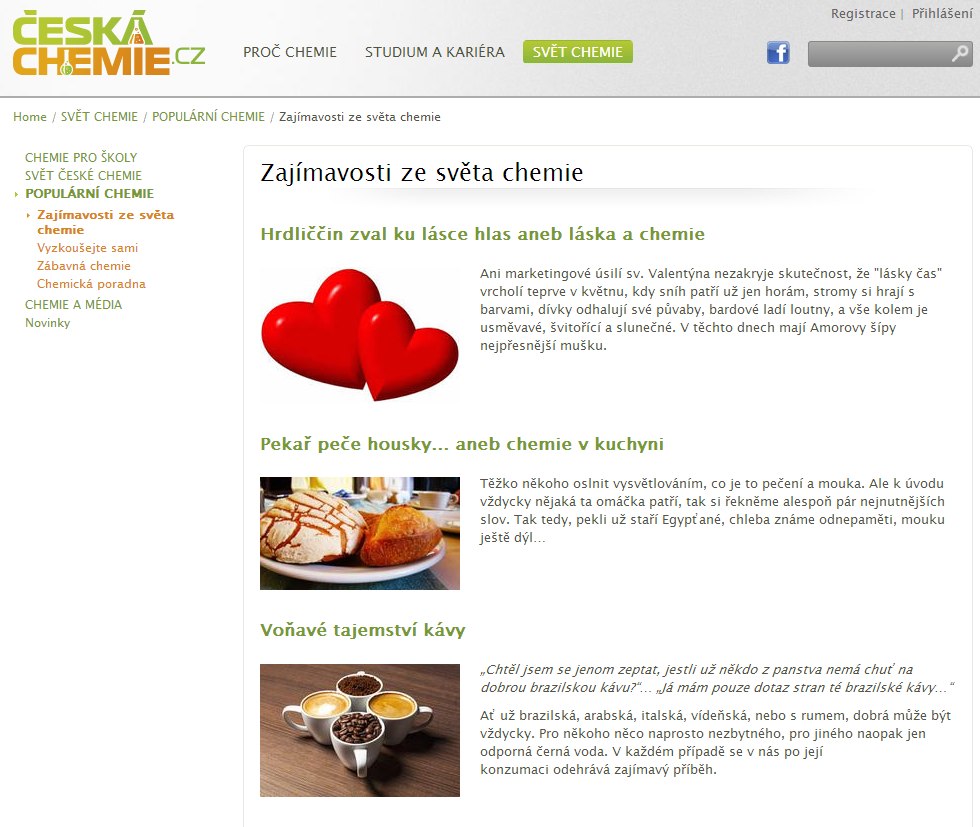 Registrace | Přihlášení
ČESKÁ
CHEMIE.CZ
PROČ CHEMIE STUDIUM A KARIÉRA SVĚT CHEMIE f
Home / SVĚT CHEMIE / POPULÁRNÍ CHEMIE / Zajímavosti ze světa chemie
CHEMIE PRO ŠKOLY
SVĚT ČESKÉ CHEMIE
POPULÁRNÍ CHEMIE
Zajímavosti ze světa
chemie
Vyzkoušejte sami
Zábavná chemie
Chemická poradna
CHEMIE A MÉDIA
Novinky
Zajímavosti ze světa chemie
Hrdliččin zval ku lásce hlas aneb láska a chemie
Ani marketingové úsilí sv. Valentýna nezakryje skutečnost, že "lásky čas"
vrcholí teprve v květnu, kdy sníh patří už jen horám, stromy si hrají s
barvami, dívky odhalují své půvaby, bardové ladí loutny, a vše kolem je
usměvavé, švitořící a slunečné. V těchto dnech mají Amorovy šípy
nejpřesnější mušku.
Pekař peče housky... aneb chemie v kuchyni
Těžko někoho oslnit vysvětlováním, co je to pečení a mouka. Ale k úvodu
vždycky nějaká ta omáčka patří, tak si řekněme alespoň pár nejnutnějších
slov. Tak tedy, pekli už staří Egypťané, chleba známe odnepaměti, mouku
ještě dýl…
Voňavé tajemství kávy
„Chtěl jsem se jenom zeptat, jestli už někdo z panstva nemá chuť na
dobrou brazilskou kávu?“… „Já mám pouze dotaz stran té brazilské kávy…“
Ať už brazilská, arabská, italská, vídeňská, nebo s rumem, dobrá může být
vždycky. Pro někoho něco naprosto nezbytného, pro jiného naopak jen
odporná černá voda. V každém případě se v nás po její
konzumaci odehrává zajímavý příběh.